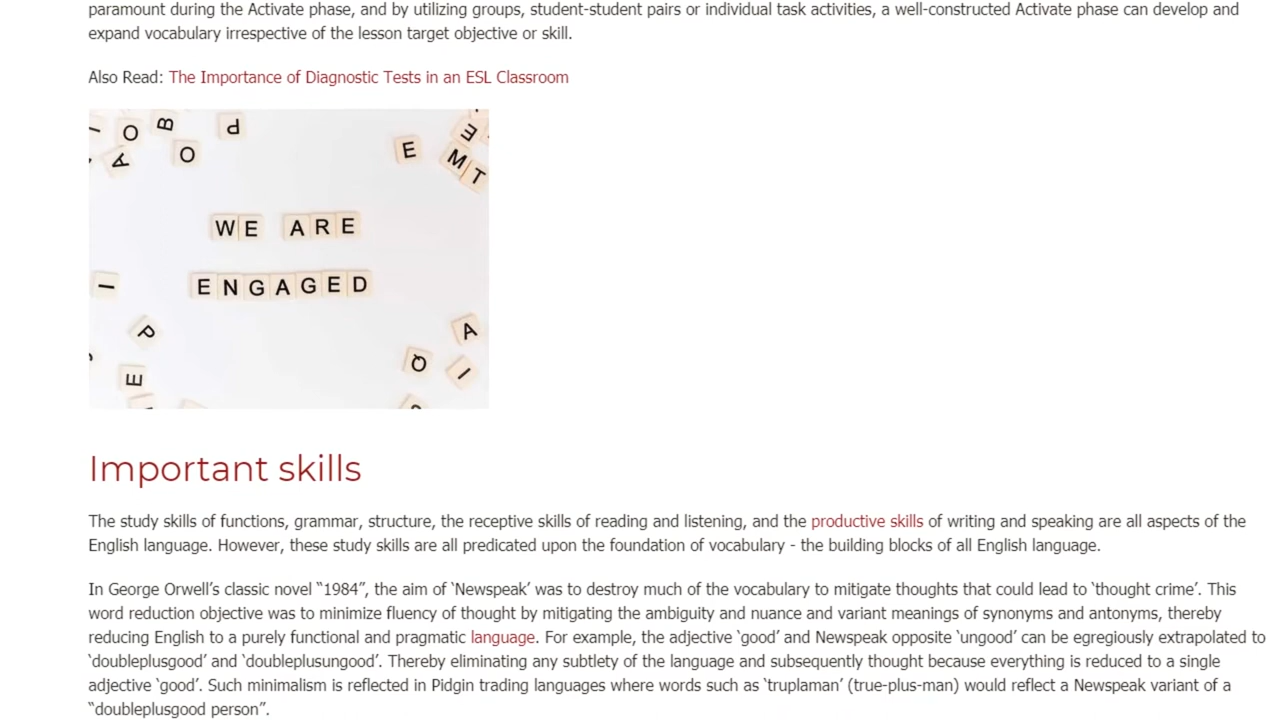 paramount during the Activate phase, and by utilizing groups, student-student pairs or individual task activities, a well-constructed Activate phase can develop and
expand vocabulary irrespective of the lesson target objective or skill.
Also Read: The Importance of Diagnostic Tests in an ESL Classroom
O B P
A O E E
M T
WE ARE
ENGAGED
I
P A
Q I
E
Important skills
The study skills of functions, grammar, structure, the receptive skills of reading and listening, and the productive skills of writing and speaking are all aspects of the
English language. However, these study skills are all predicated upon the foundation of vocabulary - the building blocks of all English language.
In George Orwell's classic novel "1984", the aim of 'Newspeak' was to destroy much of the vocabulary to mitigate thoughts that could lead to 'thought crime'. This
word reduction objective was to minimize fluency of thought by mitigating the ambiguity and nuance and variant meanings of synonyms and antonyms, thereby
reducing English to a purely functional and pragmatic language. For example, the adjective 'good' and Newspeak opposite 'ungood' can be egregiously extrapolated to
'doubleplusgood' and 'doubleplusungood'. Thereby eliminating any subtlety of the language and subsequently thought because everything is reduced to a single
adjective 'good'. Such minimalism is reflected in Pidgin trading languages where words such as 'truplaman' (true-plus-man) would reflect a Newspeak variant of a
"doubleplusgood person".